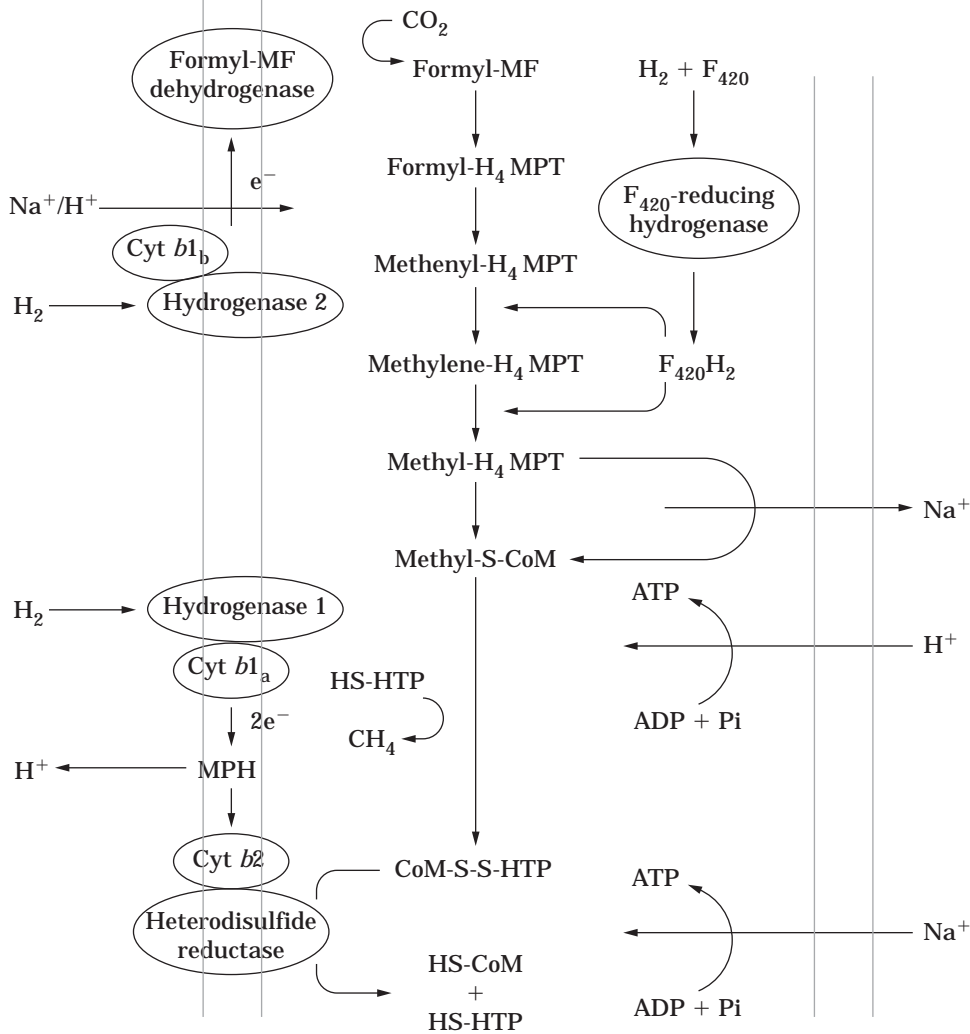 CO₂
Formyl-MF
dehydrogenase
Formyl-MF
H₂ + F₄₂₀
e⁻
Formyl-H₄ MPT
Na⁺/H⁺
F₄₂₀-reducing
hydrogenase
Cyt b1_b
Methenyl-H₄ MPT
H₂
Hydrogenase 2
Methylene-H₄ MPT
F₄₂₀H₂
Methyl-H₄ MPT
Na⁺
Methyl-S-CoM
H₂
Hydrogenase 1
ATP
H⁺
Cyt b1ₐ
HS-HTP
2e⁻
ADP + Pi
CH₄
H⁺
MPH
Cyt b2
CoM-S-S-HTP
ATP
Heterodisulfide
reductase
Na⁺
HS-CoM
+
HS-HTP
ADP + Pi